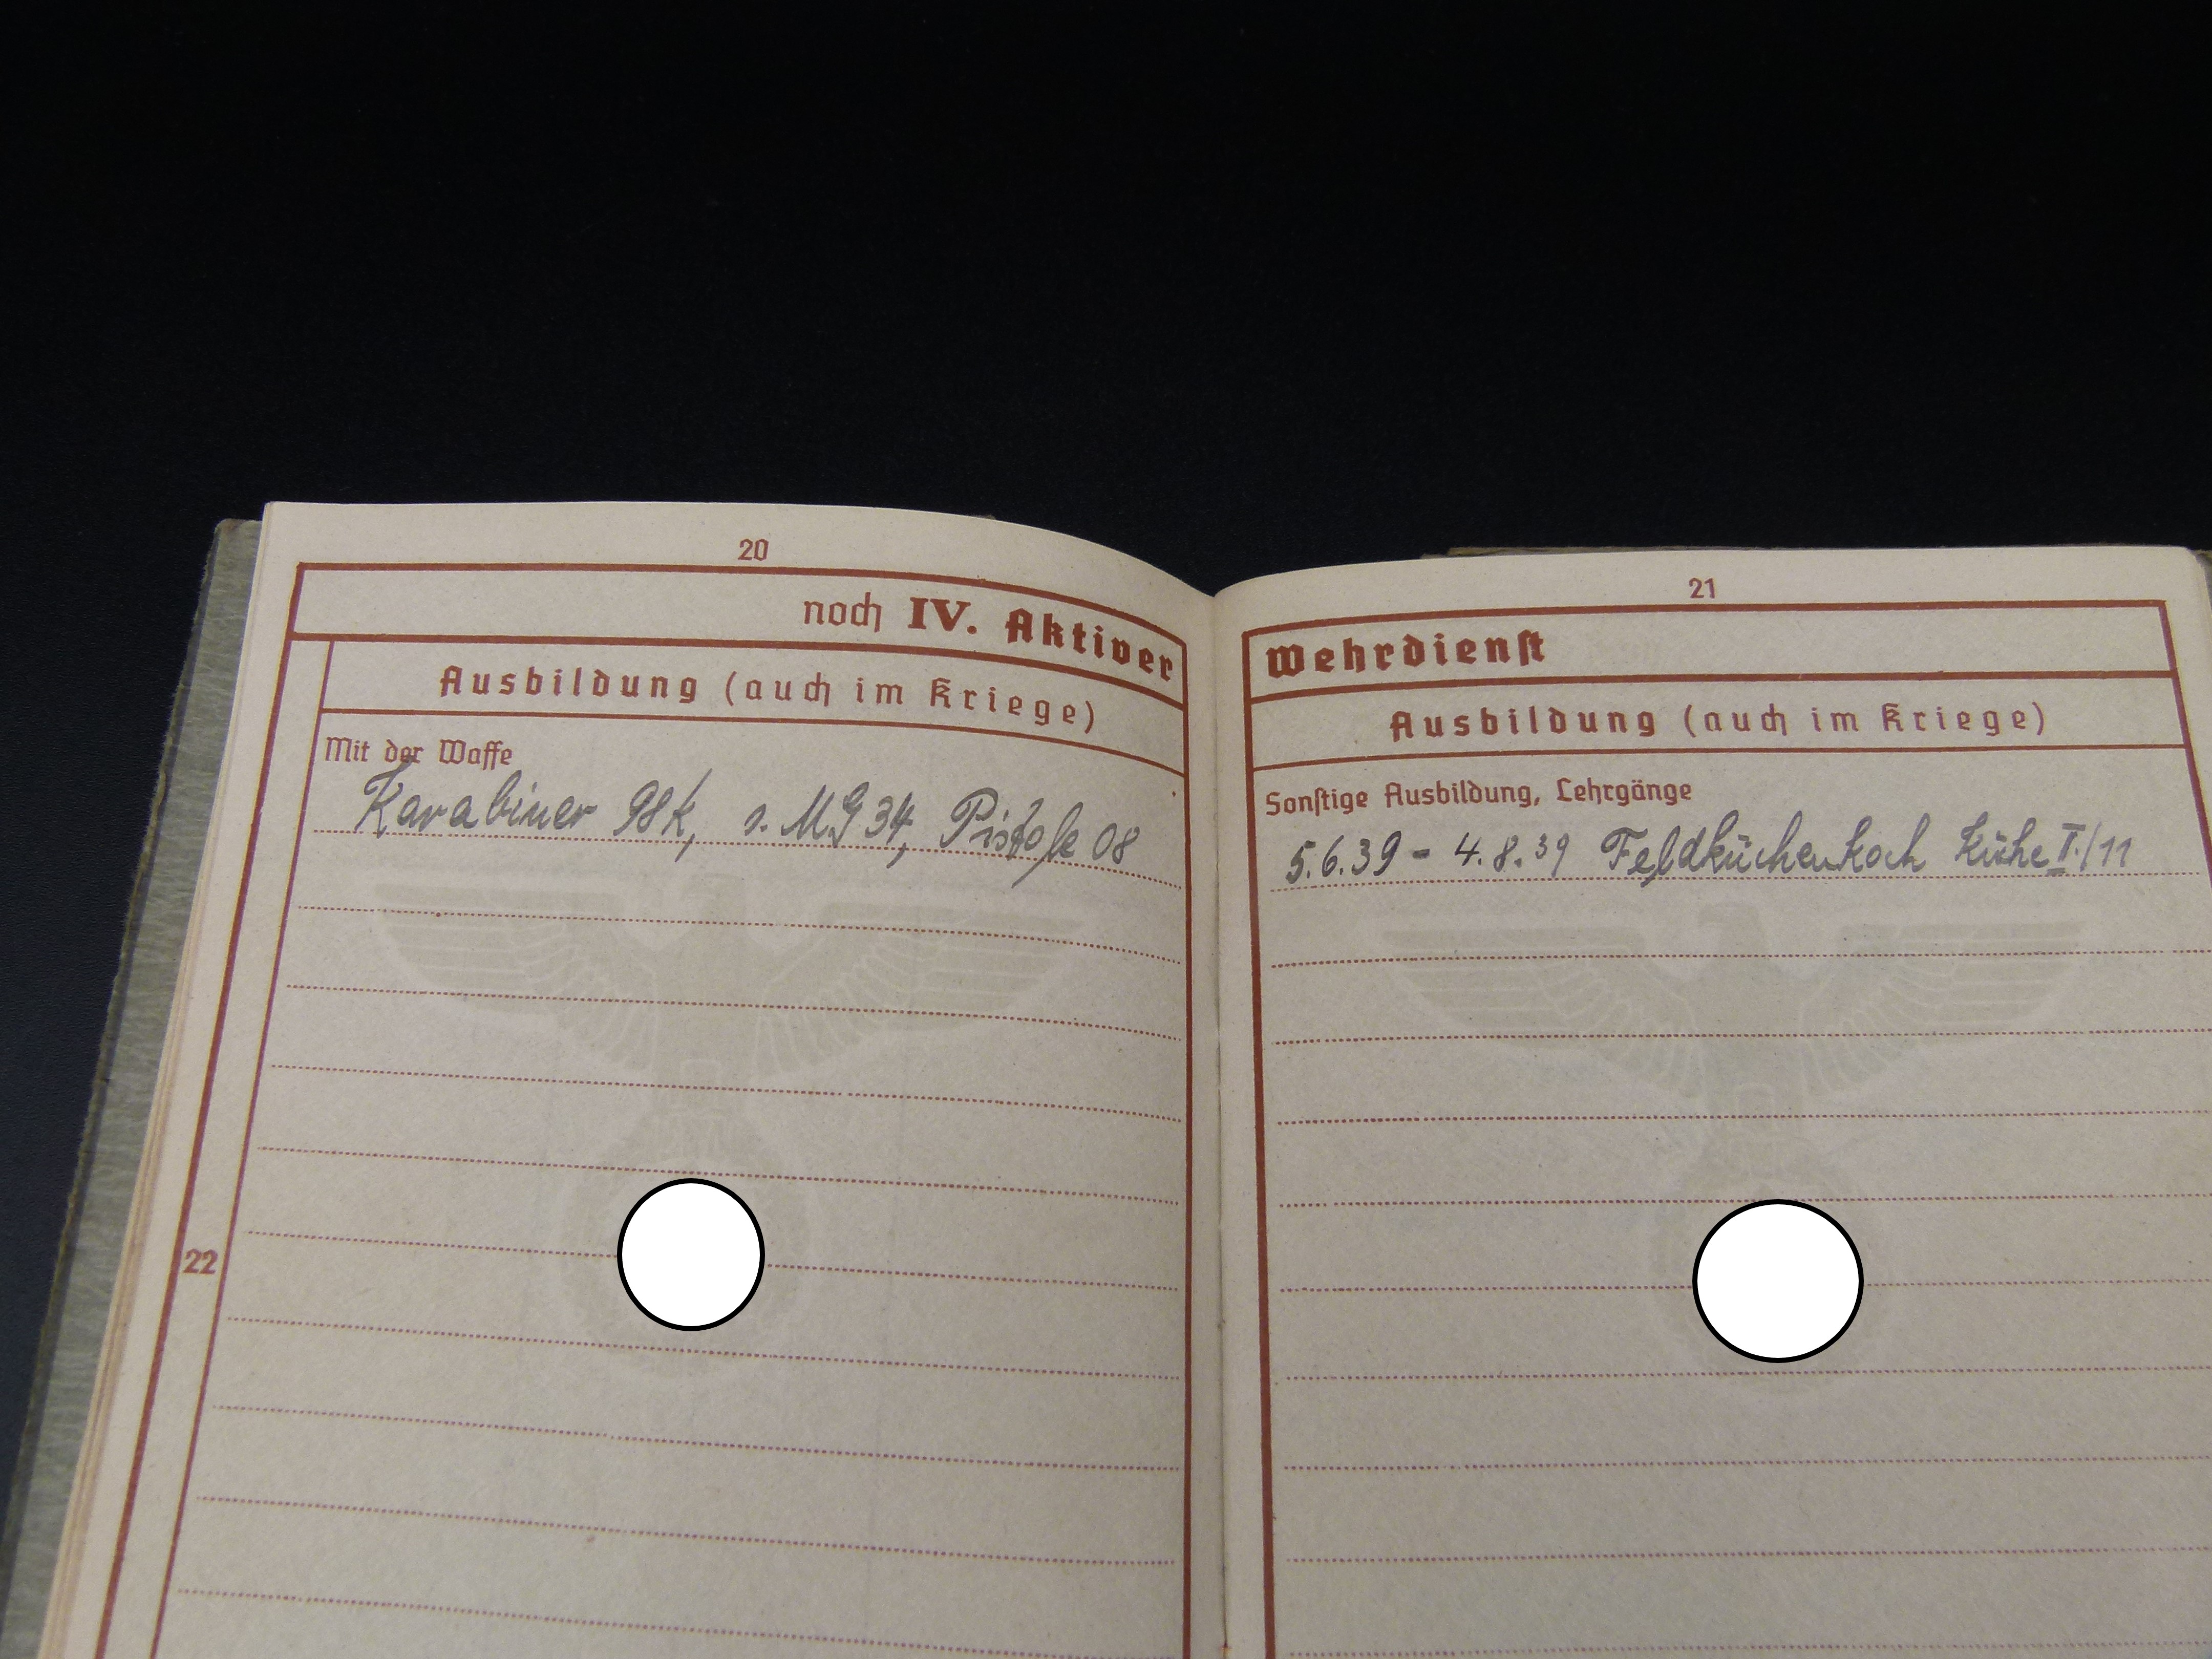 20
noch IV. Aktiver
Ausbildung (auch im Kriege)
Mit der Waffe
Karabiner 98k, s. MG 34, Pistole 08
22
21
Wehrdienst
Ausbildung (auch im Kriege)
Sonstige Ausbildung, Lehrgänge
5.6.39 - 4.8.39 Feldküchenkoch II./11